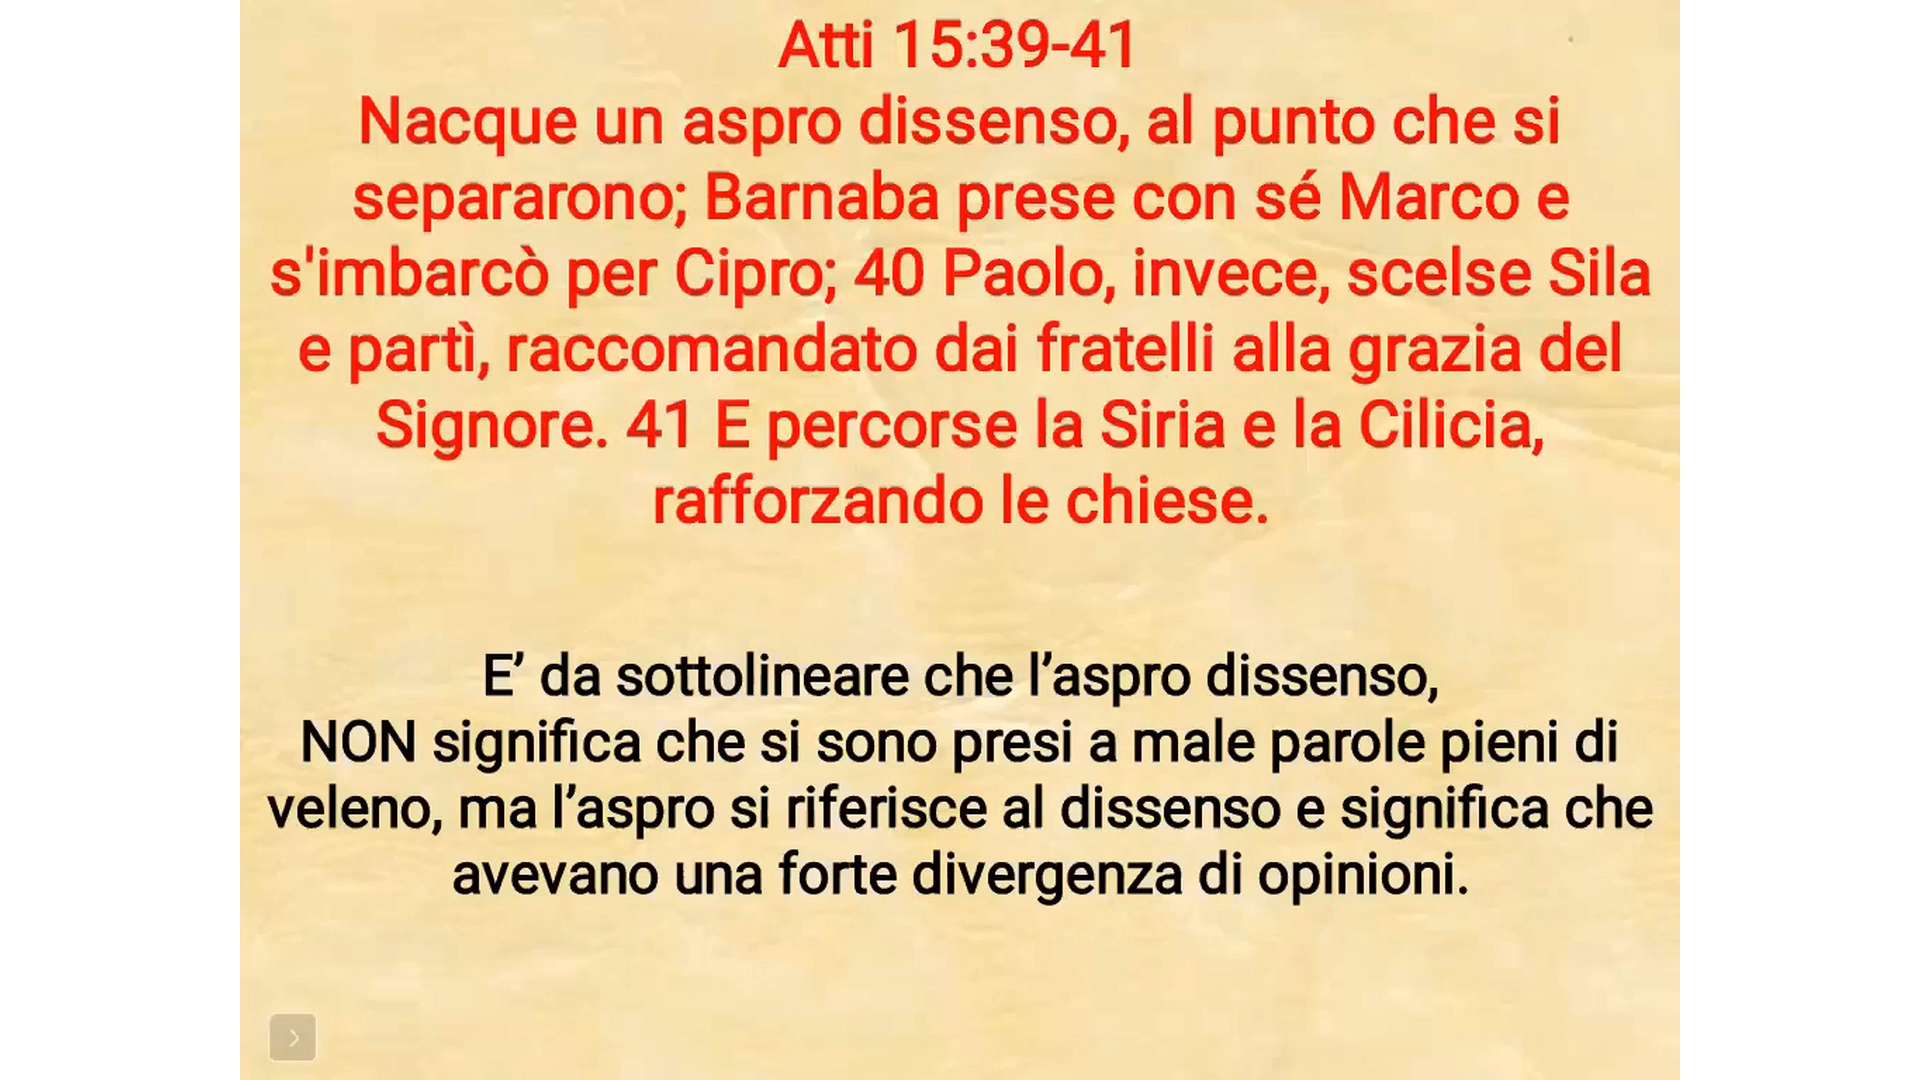 Atti 15:39-41
Nacque un aspro dissenso, al punto che si
separarono; Barnaba prese con sé Marco e
s'imbarcò per Cipro; 40 Paolo, invece, scelse Sila
e partì, raccomandato dai fratelli alla grazia del
Signore. 41 E percorse la Siria e la Cilicia,
rafforzando le chiese.
E’ da sottolineare che l’aspro dissenso,
NON significa che si sono presi a male parole pieni di
veleno, ma l’aspro si riferisce al dissenso e significa che
avevano una forte divergenza di opinioni.